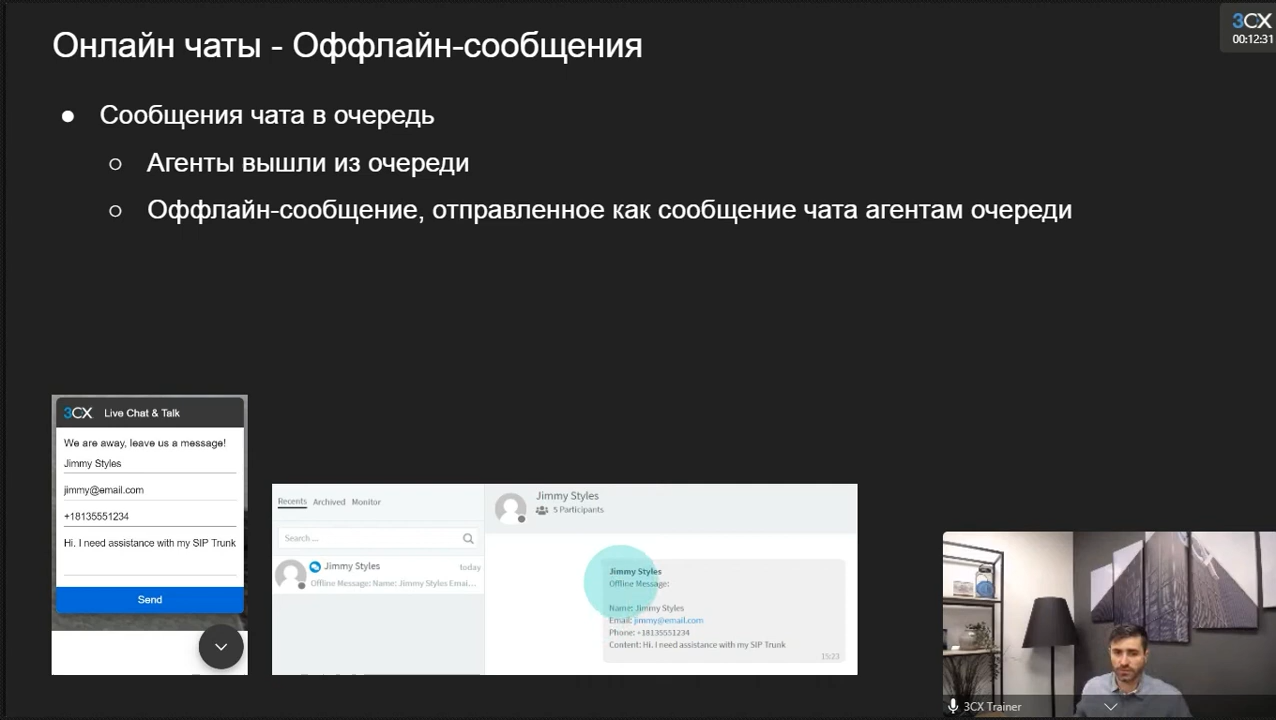 Онлайн чаты - Оффлайн-сообщения
3CX
00:12:31
Сообщения чата в очередь
Агенты вышли из очереди
Оффлайн-сообщение, отправленное как сообщение чата агентам очереди
3CX Live Chat & Talk
We are away, leave us a message!
Jimmy Styles
jimmy@email.com
+18135551234
Hi. I need assistance with my SIP Trunk
Send
Recents Archived Monitor
Search ...
Jimmy Styles today
Offline Message: Name: Jimmy Styles Emai...
Jimmy Styles
5 Participants
Jimmy Styles
Offline Message:
Name: Jimmy Styles
Email: jimmy@email.com
Phone: +18135551234
Content: Hi. I need assistance with my SIP Trunk
15:23
3CX Trainer